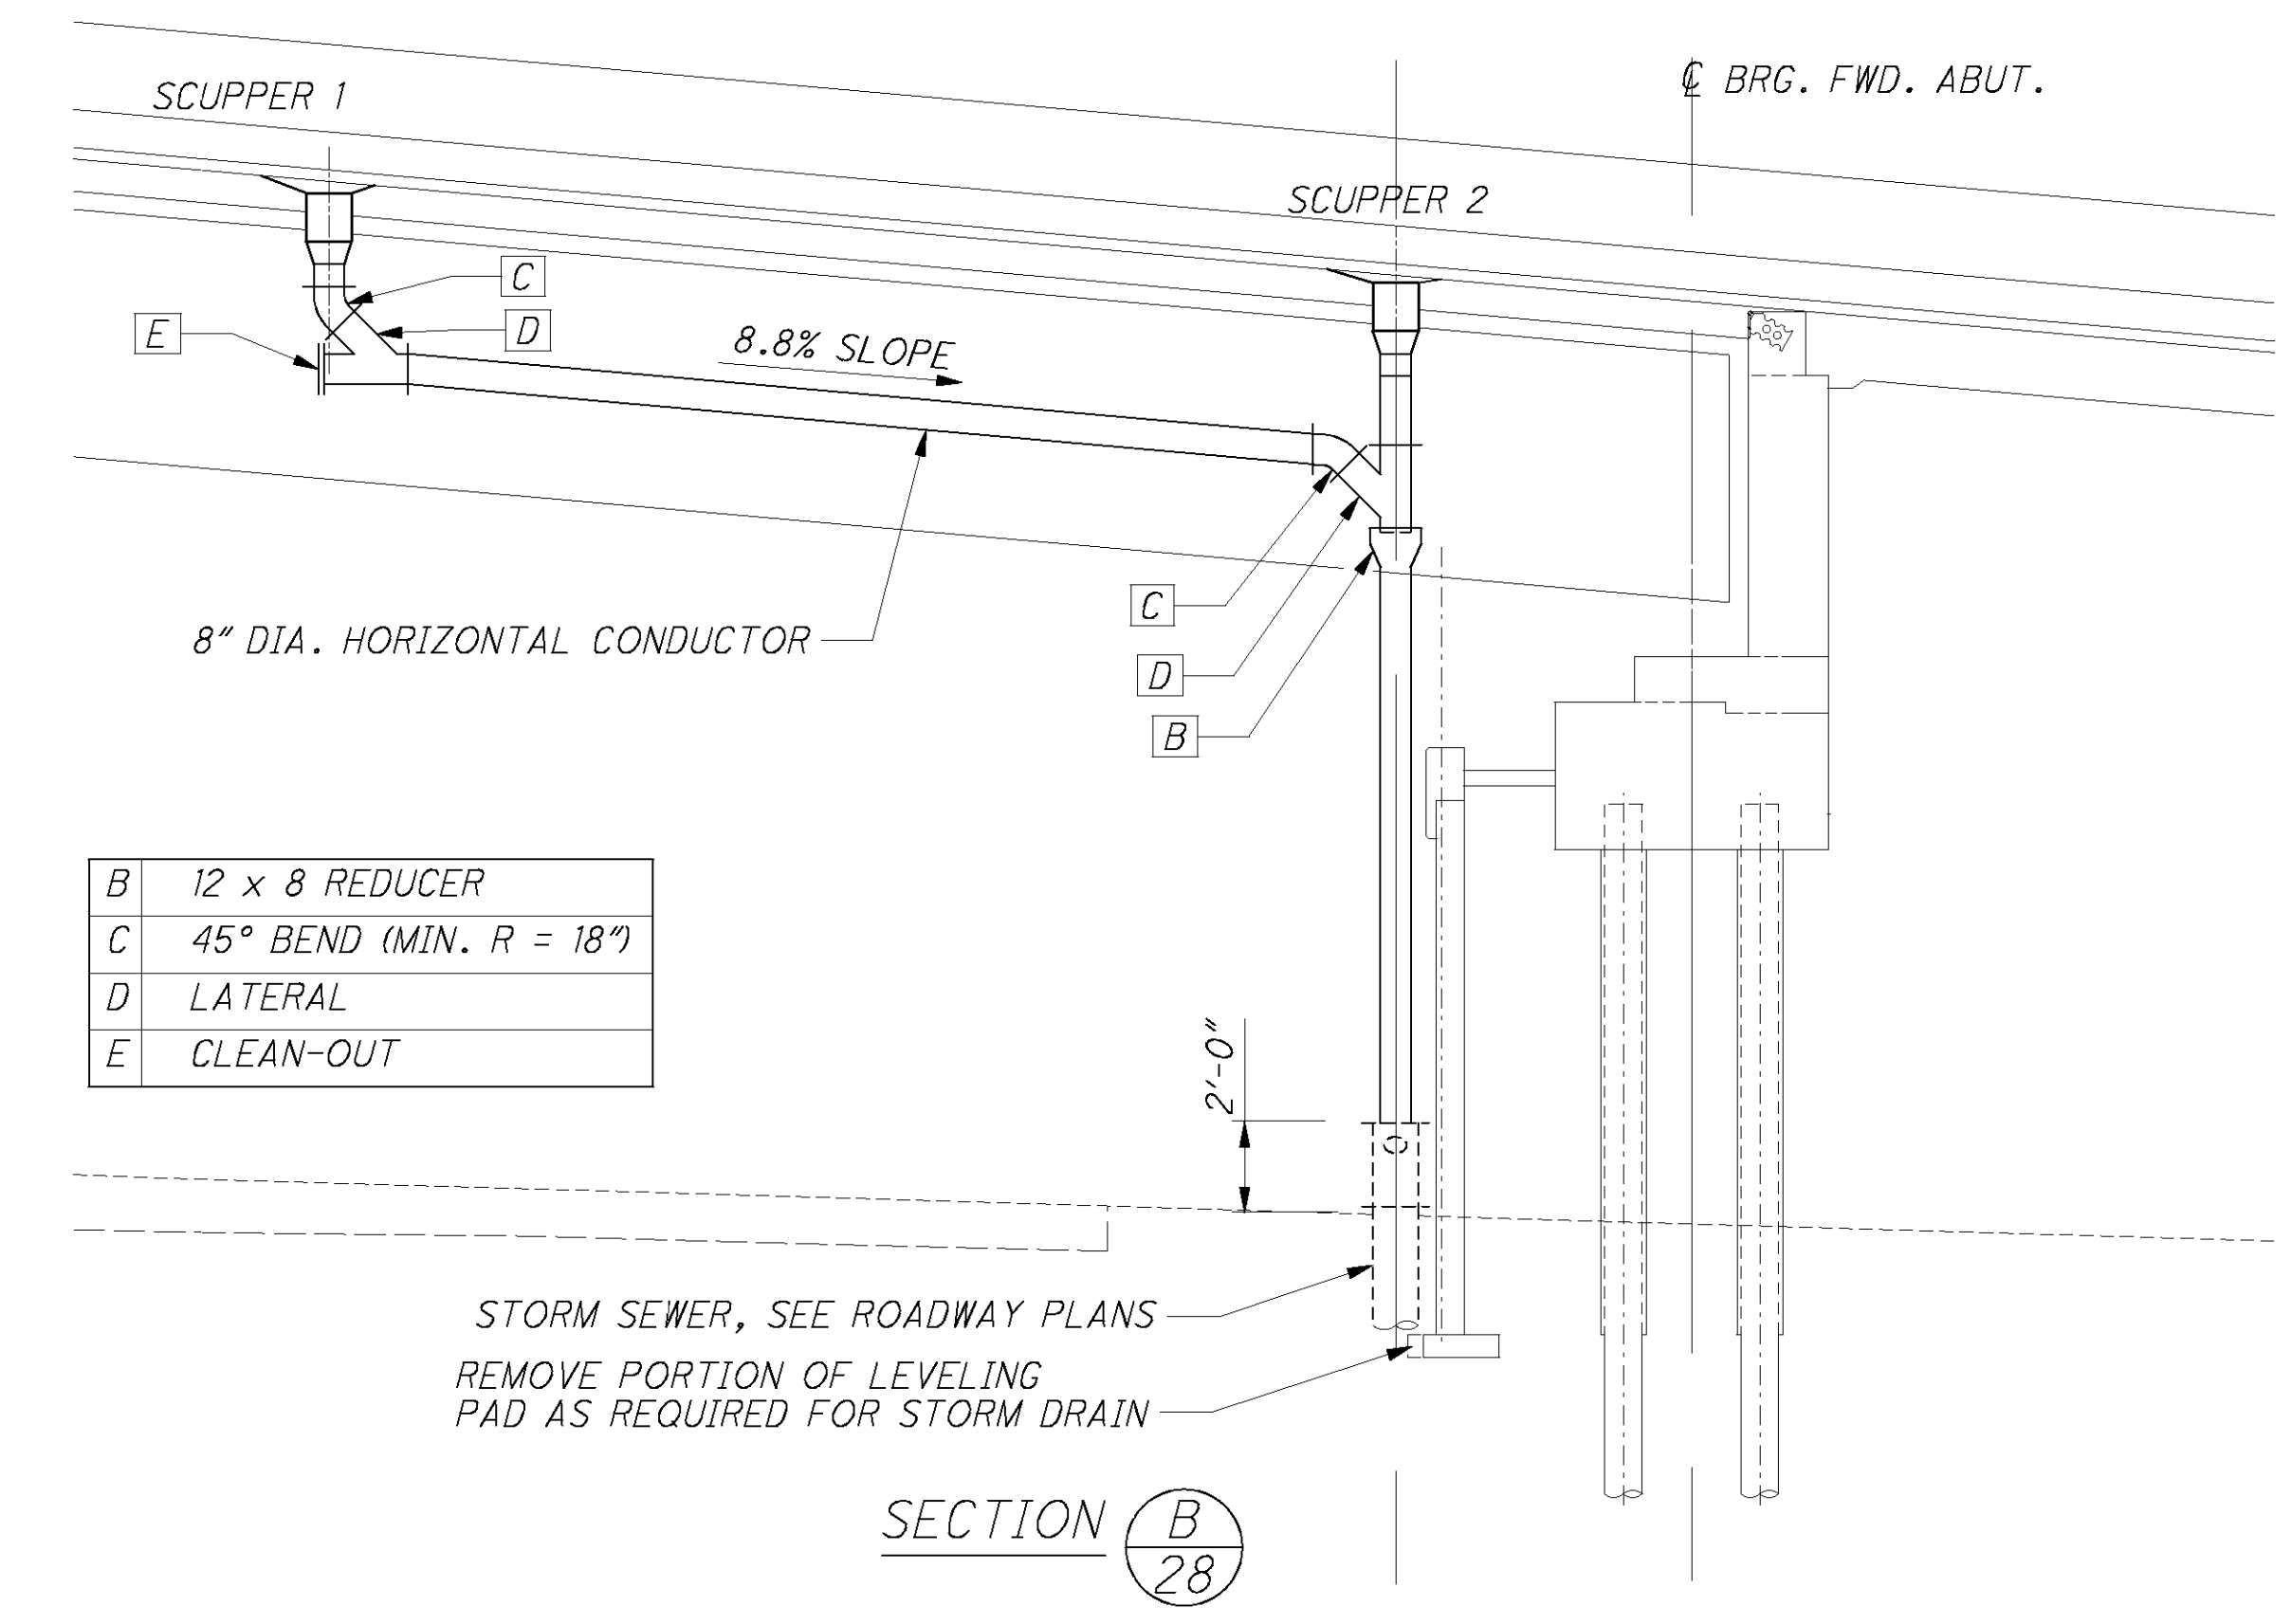 SCUPPER 1
℄ BRG. FWD. ABUT.
SCUPPER 2
C
D
E
8.8% SLOPE
8" DIA. HORIZONTAL CONDUCTOR
C
D
B
B 12 x 8 REDUCER
C 45° BEND (MIN. R = 18")
D LATERAL
E CLEAN-OUT
2'-0"
STORM SEWER, SEE ROADWAY PLANS
REMOVE PORTION OF LEVELING
PAD AS REQUIRED FOR STORM DRAIN
SECTION B
28